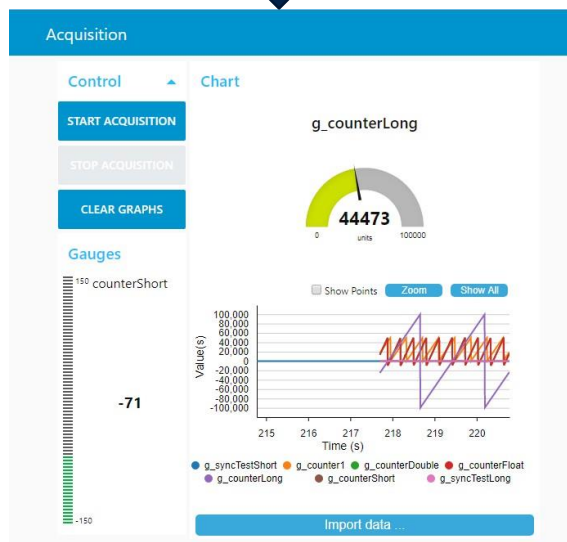 Acquisition
Control
START ACQUISITION
STOP ACQUISITION
CLEAR GRAPHS
Gauges
150 counterShort
-71
-150
Chart
g_counterLong
44473
0 units 100000
Show Points Zoom Show All
Value(s)
100,000
80,000
60,000
40,000
20,000
0
-20,000
-40,000
-60,000
-80,000
-100,000
215 216 217 218 219 220
Time (s)
g_syncTestShort g_counter1 g_counterDouble g_counterFloat
g_counterLong g_counterShort g_syncTestLong
Import data ...